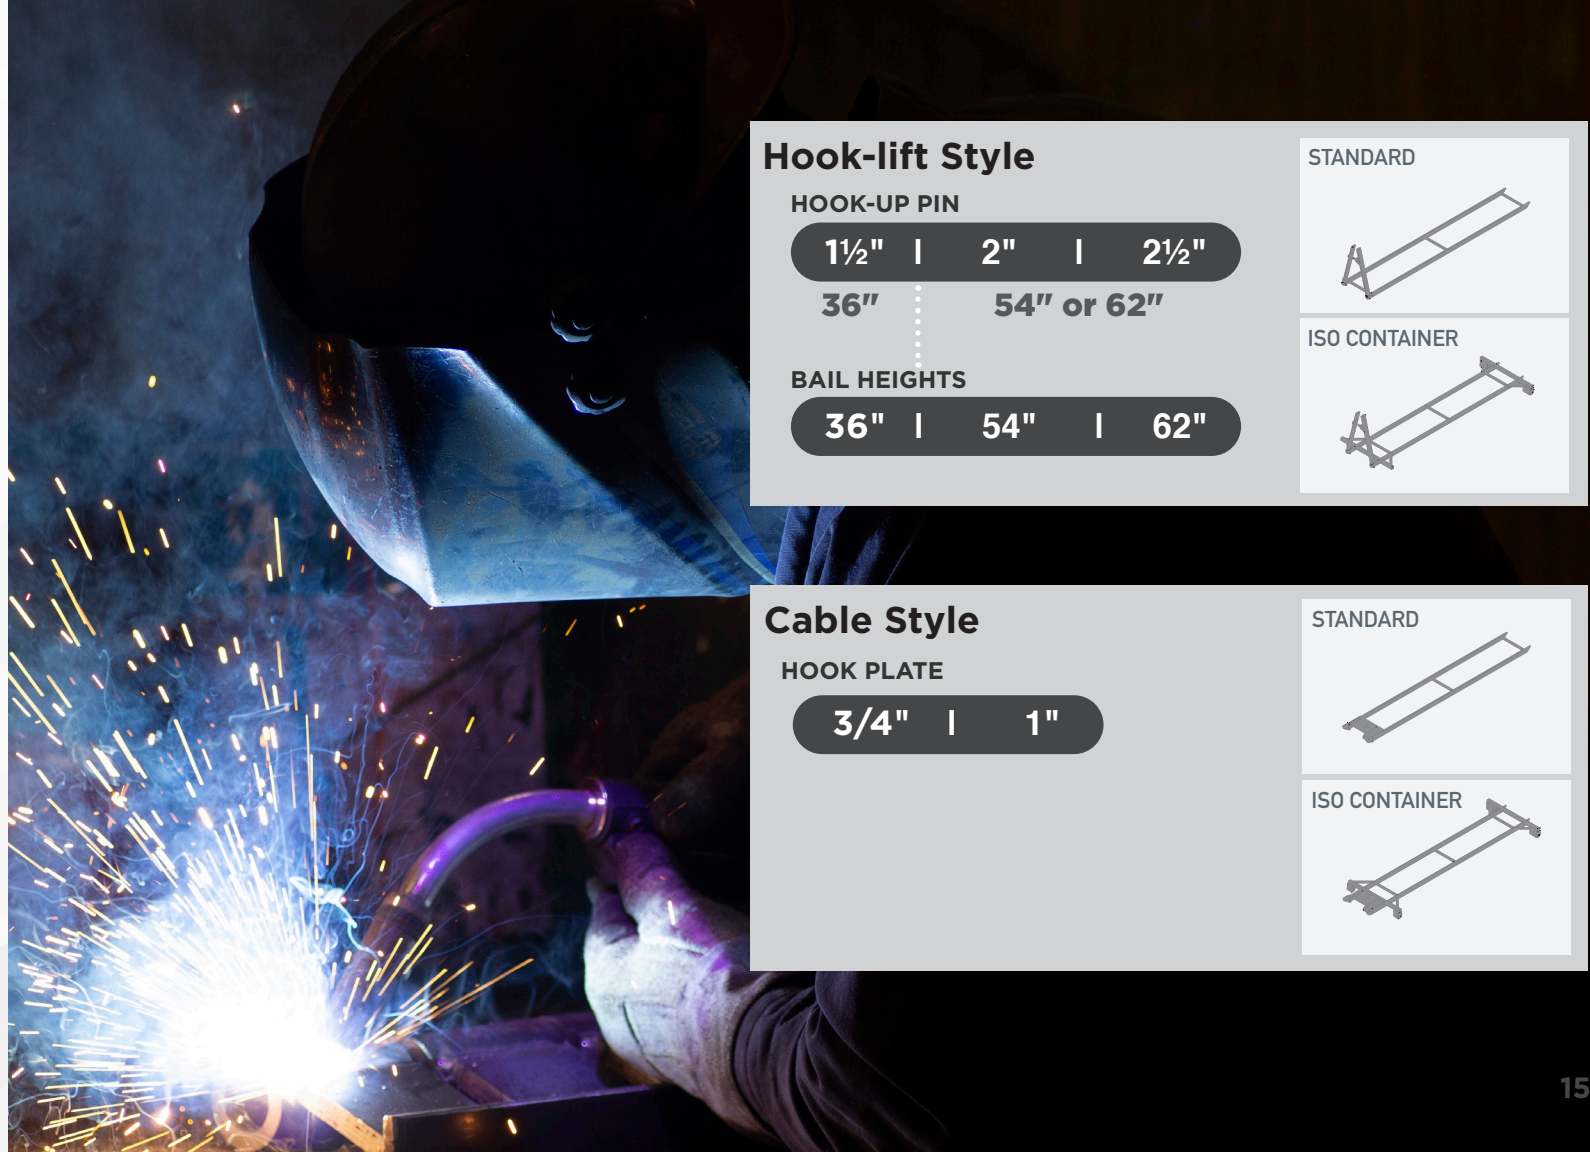 Hook-lift Style
HOOK-UP PIN
1½" | 2" | 2½"
36" 54" or 62"
BAIL HEIGHTS
36" | 54" | 62"
STANDARD
ISO CONTAINER
Cable Style
HOOK PLATE
3/4" | 1"
STANDARD
ISO CONTAINER
15